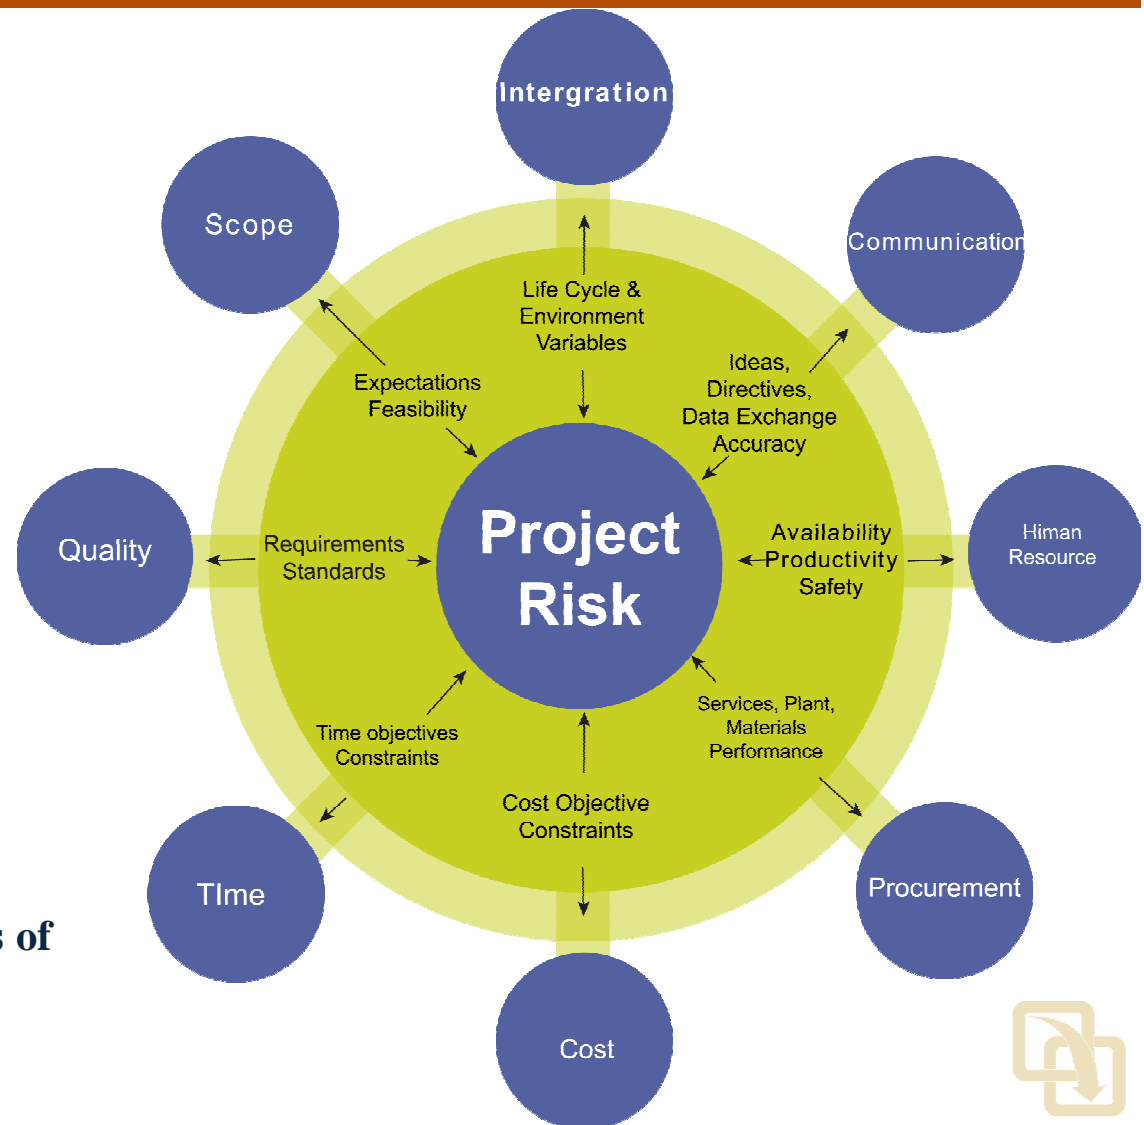 Intergration
Scope
Communication
Life Cycle &
Environment
Variables
Ideas,
Directives,
Data Exchange
Accuracy
Expectations
Feasibility
Quality
Requirements
Standards
Project
Risk
Availability
Productivity
Safety
Himan
Resource
Time objectives
Constraints
Services, Plant,
Materials
Performance
Cost Objective
Constraints
TIme
Procurement
s of
Cost